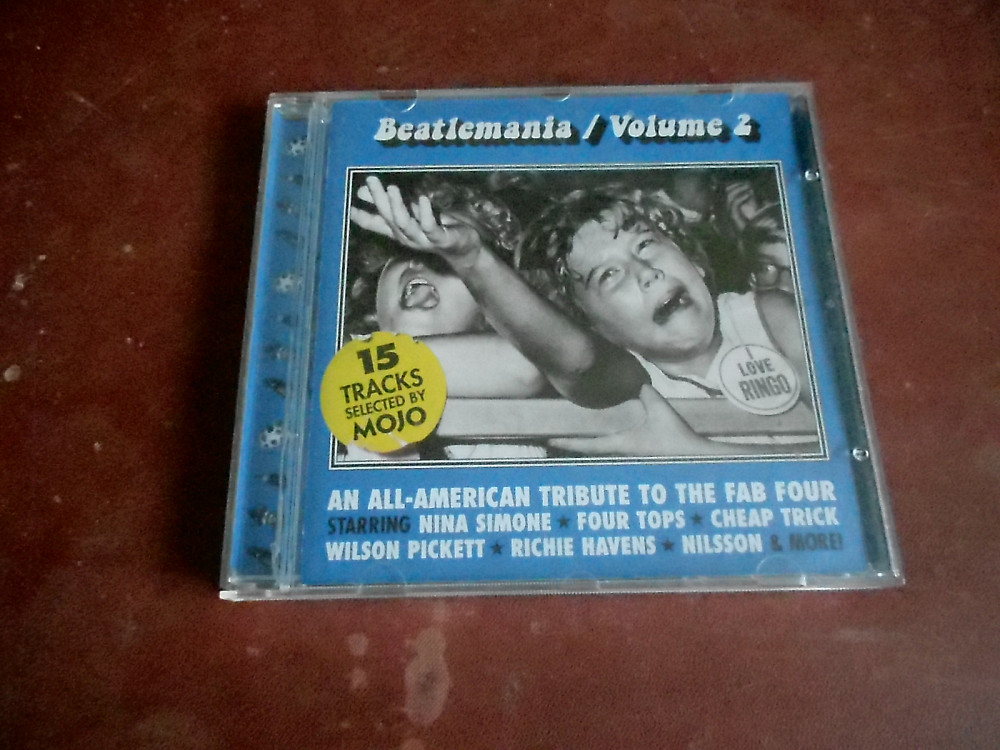 Beatlemania / Volume 2
15
TRACKS
SELECTED BY
MOJO
I
LOVE
RINGO
AN ALL-AMERICAN TRIBUTE TO THE FAB FOUR
STARRING NINA SIMONE ★ FOUR TOPS ★ CHEAP TRICK
WILSON PICKETT ★ RICHIE HAVENS ★ NILSSON & MORE!